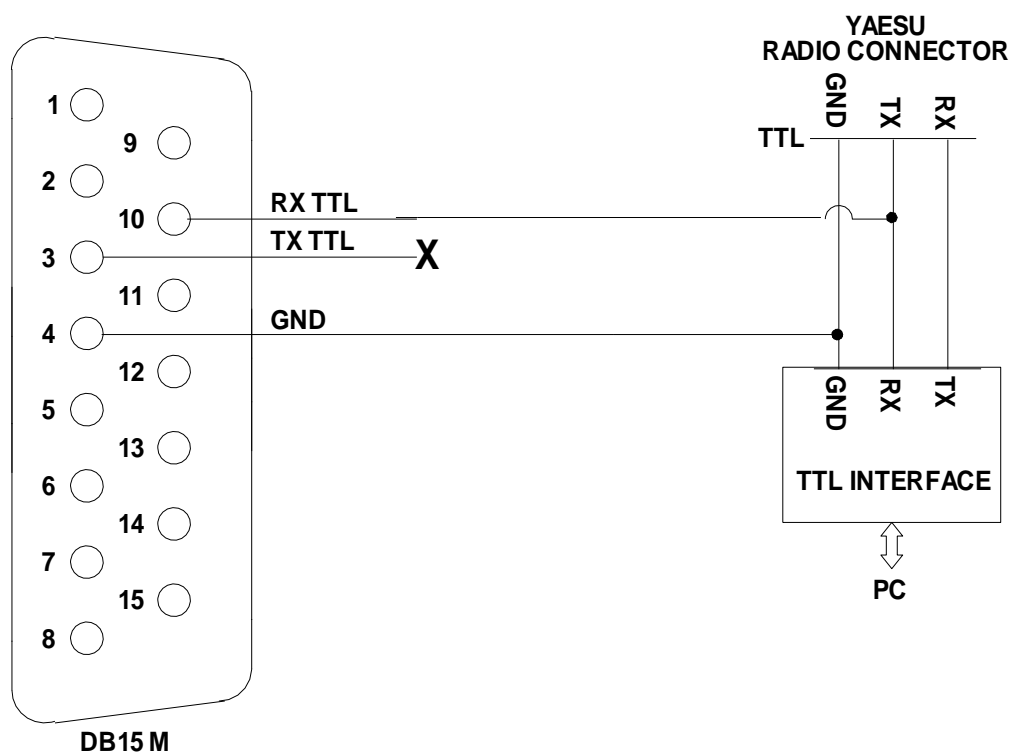 YAESU
RADIO CONNECTOR
GND
TX
RX
TTL
1
9
2
10
RX TTL
3
TX TTL
X
11
4
GND
12
5
13
6
14
7
15
8
GND
RX
TX
TTL INTERFACE
PC
DB15 M